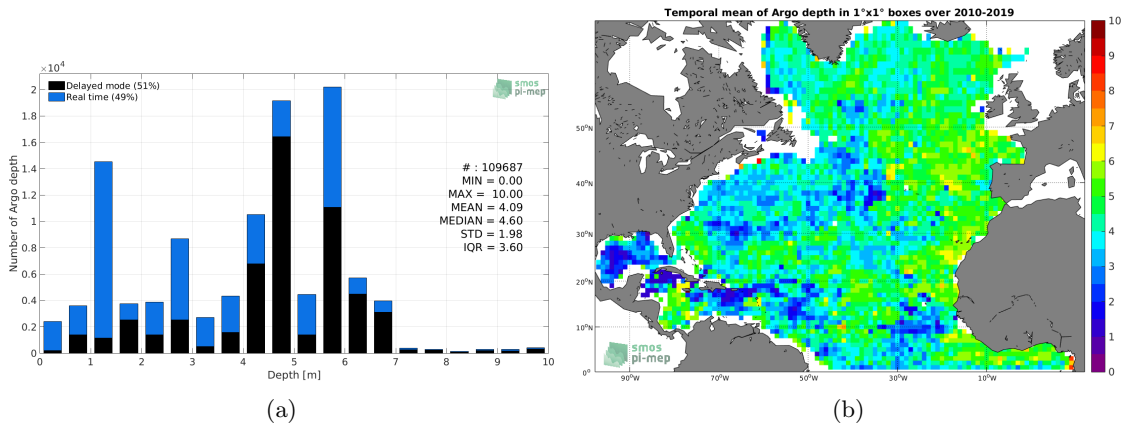 ×10⁴
2
1.8
1.6
1.4
1.2
1
0.8
0.6
0.4
0.2
0
Number of Argo depth
Delayed mode (51%)
Real time (49%)
smos
pi-mep
# : 109687
MIN = 0.00
MAX = 10.00
MEAN = 4.09
MEDIAN = 4.60
STD = 1.98
IQR = 3.60
0 1 2 3 4 5 6 7 8 9 10
Depth [m]
(a)
Temporal mean of Argo depth in 1°x1° boxes over 2010-2019
50°N
40°N
30°N
20°N
10°N
0°
90°W 70°W 50°W 30°W 10°W
smos
pi-mep
10
9
8
7
6
5
4
3
2
1
0
(b)